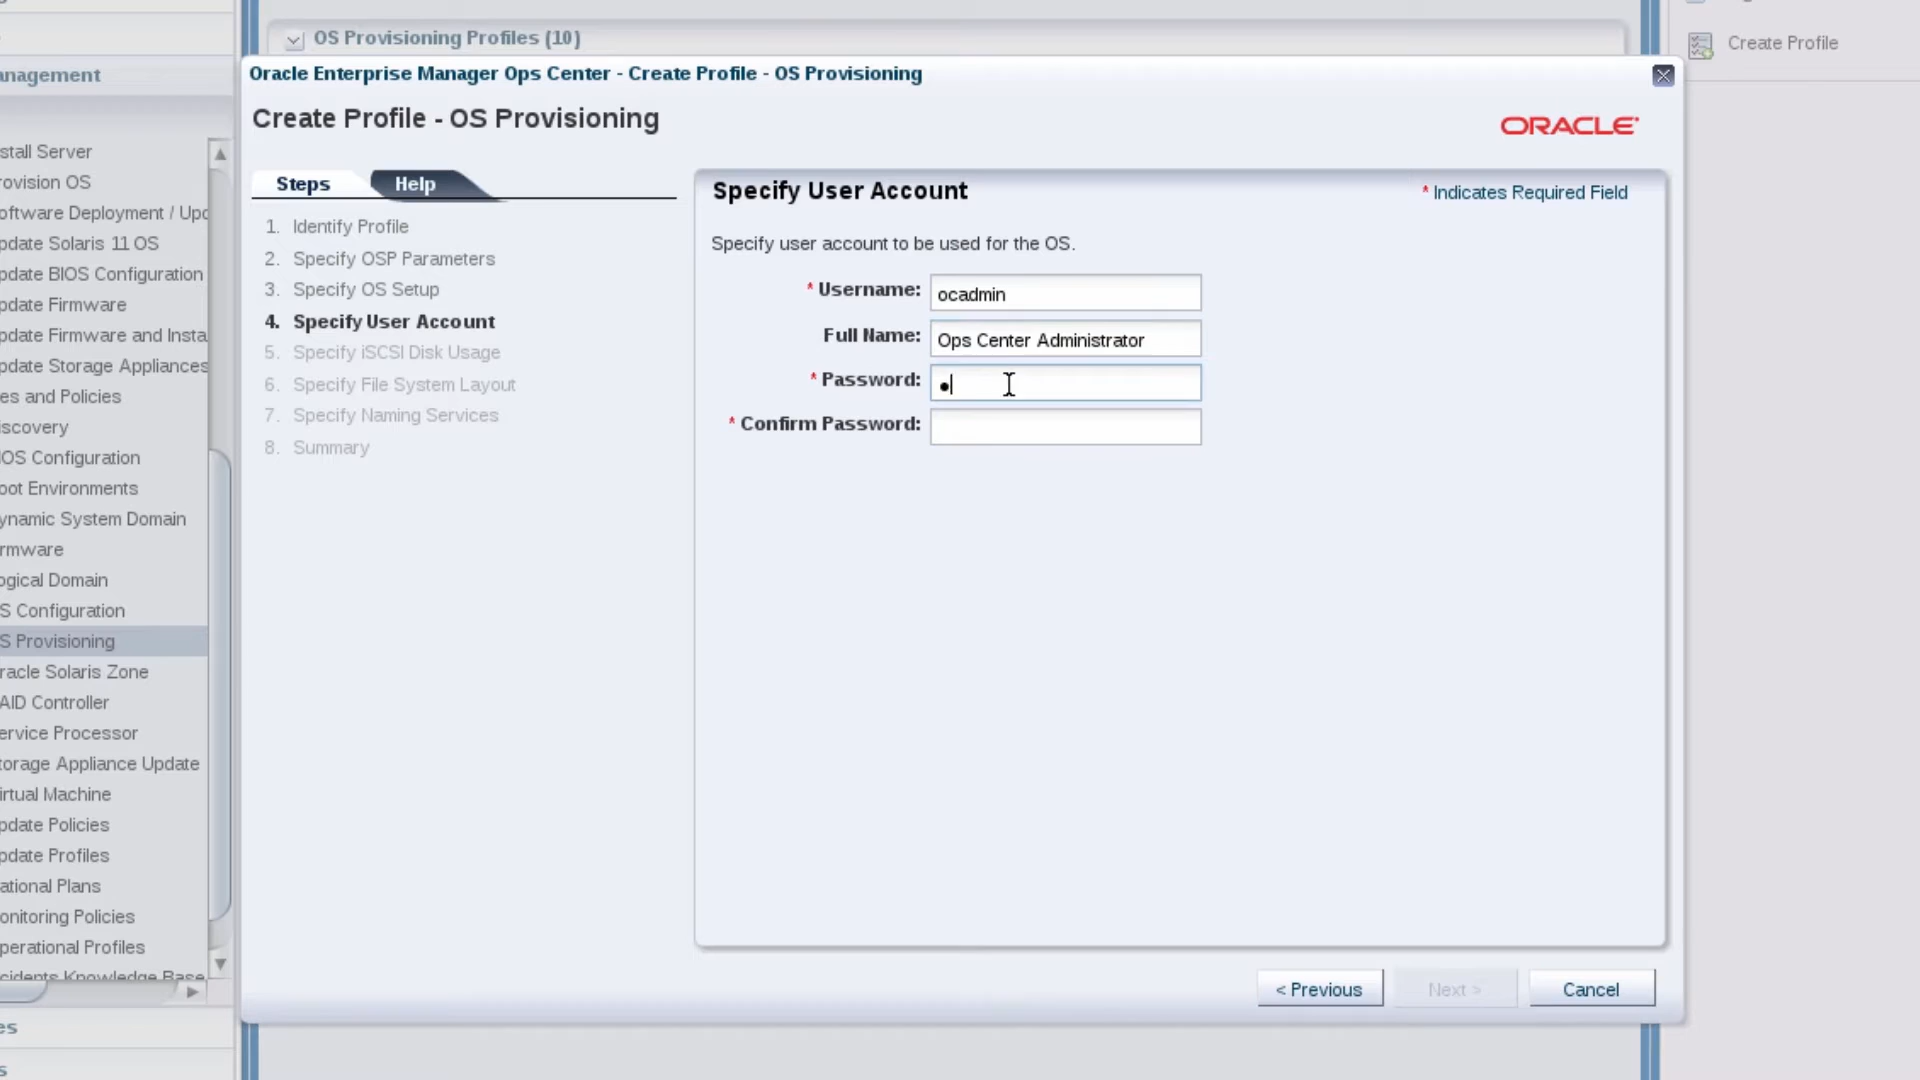 OS Provisioning Profiles (10)
Create Profile
anagement
Oracle Enterprise Manager Ops Center - Create Profile - OS Provisioning
Create Profile - OS Provisioning
ORACLE
stall Server
rovision OS
oftware Deployment / Upd
pdate Solaris 11 OS
pdate BIOS Configuration
pdate Firmware
pdate Firmware and Insta
pdate Storage Appliances
es and Policies
iscovery
IOS Configuration
oot Environments
ynamic System Domain
rmware
ogical Domain
S Configuration
S Provisioning
racle Solaris Zone
AID Controller
ervice Processor
torage Appliance Update
irtual Machine
pdate Policies
pdate Profiles
ational Plans
onitoring Policies
perational Profiles
cidents Knowledge Base
es
s
Steps
Help
1. Identify Profile
2. Specify OSP Parameters
3. Specify OS Setup
4. Specify User Account
5. Specify iSCSI Disk Usage
6. Specify File System Layout
7. Specify Naming Services
8. Summary
Specify User Account
* Indicates Required Field
Specify user account to be used for the OS.
* Username: ocadmin
Full Name: Ops Center Administrator
* Password: ●
* Confirm Password:
< Previous
Next >
Cancel